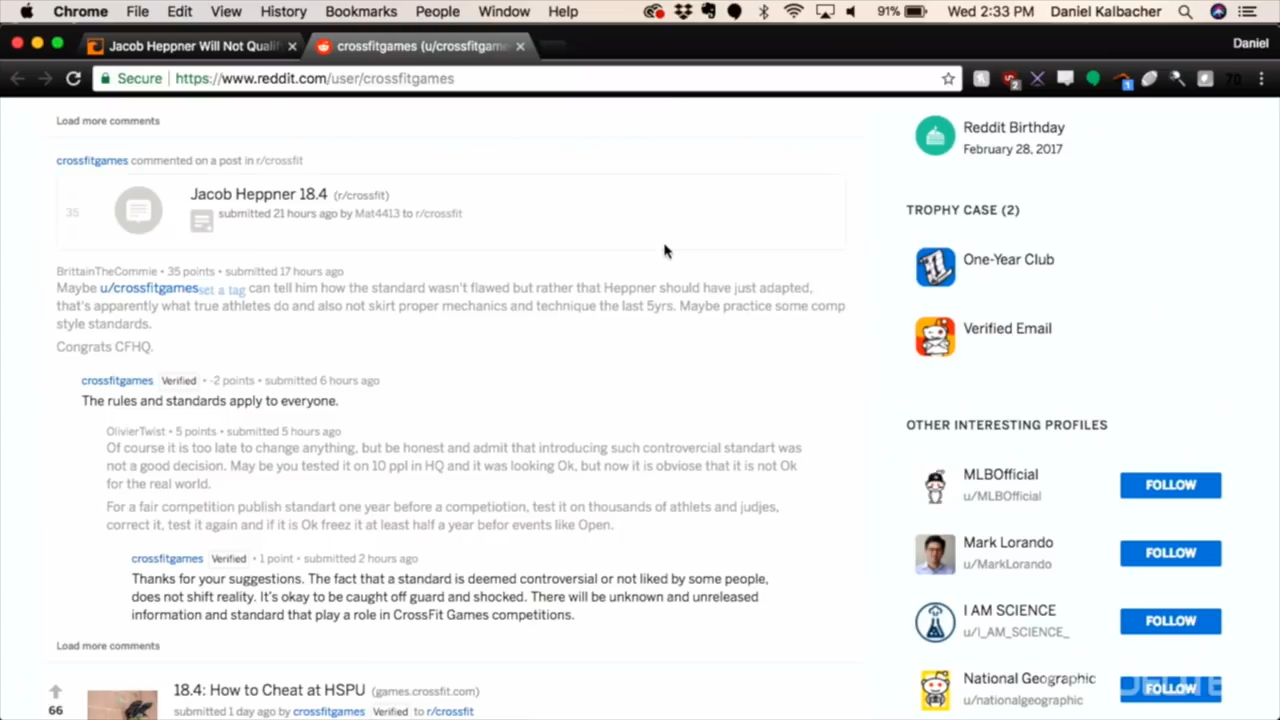 Chrome File Edit View History Bookmarks People Window Help 91% Wed 2:33 PM Daniel Kalbacher
Jacob Heppner Will Not Quali crossfitgames (u/crossfitgame Daniel
Secure https://www.reddit.com/user/crossfitgames 2 1 70
Load more comments
crossfitgames commented on a post in r/crossfit
35
Jacob Heppner 18.4 (r/crossfit)
submitted 21 hours ago by Mat4413 to r/crossfit
BrittainTheCommie • 35 points • submitted 17 hours ago
Maybe u/crossfitgames set a tag can tell him how the standard wasn't flawed but rather that Heppner should have just adapted,
that's apparently what true athletes do and also not skirt proper mechanics and technique the last 5yrs. Maybe practice some comp
style standards.
Congrats CFHQ.
crossfitgames Verified • -2 points • submitted 6 hours ago
The rules and standards apply to everyone.
OlivierTwist • 5 points • submitted 5 hours ago
Of course it is too late to change anything, but be honest and admit that introducing such controvercial standart was
not a good decision. May be you tested it on 10 ppl in HQ and it was looking Ok, but now it is obviose that it is not Ok
for the real world.
For a fair competition publish standart one year before a competiotion, test it on thousands of athlets and judjes,
correct it, test it again and if it is Ok freez it at least half a year befor events like Open.
crossfitgames Verified • 1 point • submitted 2 hours ago
Thanks for your suggestions. The fact that a standard is deemed controversial or not liked by some people,
does not shift reality. It's okay to be caught off guard and shocked. There will be unknown and unreleased
information and standard that play a role in CrossFit Games competitions.
Load more comments
66
18.4: How to Cheat at HSPU (games.crossfit.com)
submitted 1 day ago by crossfitgames Verified to r/crossfit
Reddit Birthday
February 28, 2017
TROPHY CASE (2)
One-Year Club
Verified Email
OTHER INTERESTING PROFILES
MLBOfficial
u/MLBOfficial
FOLLOW
Mark Lorando
u/MarkLorando
FOLLOW
I AM SCIENCE
u/I_AM_SCIENCE_
FOLLOW
National Geographic
u/nationalgeographic
FOLLOW